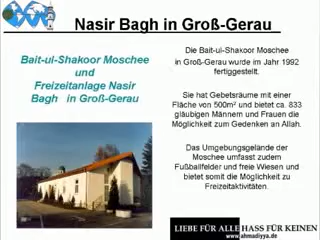 Nasir Bagh in Groß-Gerau
Bait-ul-Shakoor Moschee
und
Freizeitanlage Nasir
Bagh in Groß-Gerau
Die Bait-ul-Shakoor Moschee
in Groß-Gerau wurde im Jahr 1992
fertiggestellt.
Sie hat Gebetsräume mit einer
Fläche von 500m² und bietet ca. 833
gläubigen Männern und Frauen die
Möglichkeit zum Gedenken an Allah.
Das Umgebungsgelände der
Moschee umfasst zudem
Fußballfelder und freie Wiesen und
bietet somit die Möglichkeit zu
Freizeitaktivitäten.
LIEBE FÜR ALLE HASS FÜR KEINEN
www.ahmadiyya.de